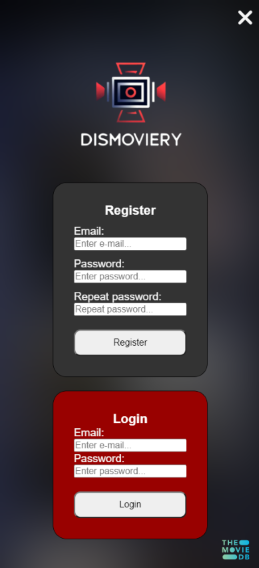 DISMOVIERY
Register
Email:
Enter e-mail...
Password:
Enter password...
Repeat password:
Repeat password...
Register
Login
Email:
Enter e-mail...
Password:
Enter password...
Login
THE
MOVIE
DB